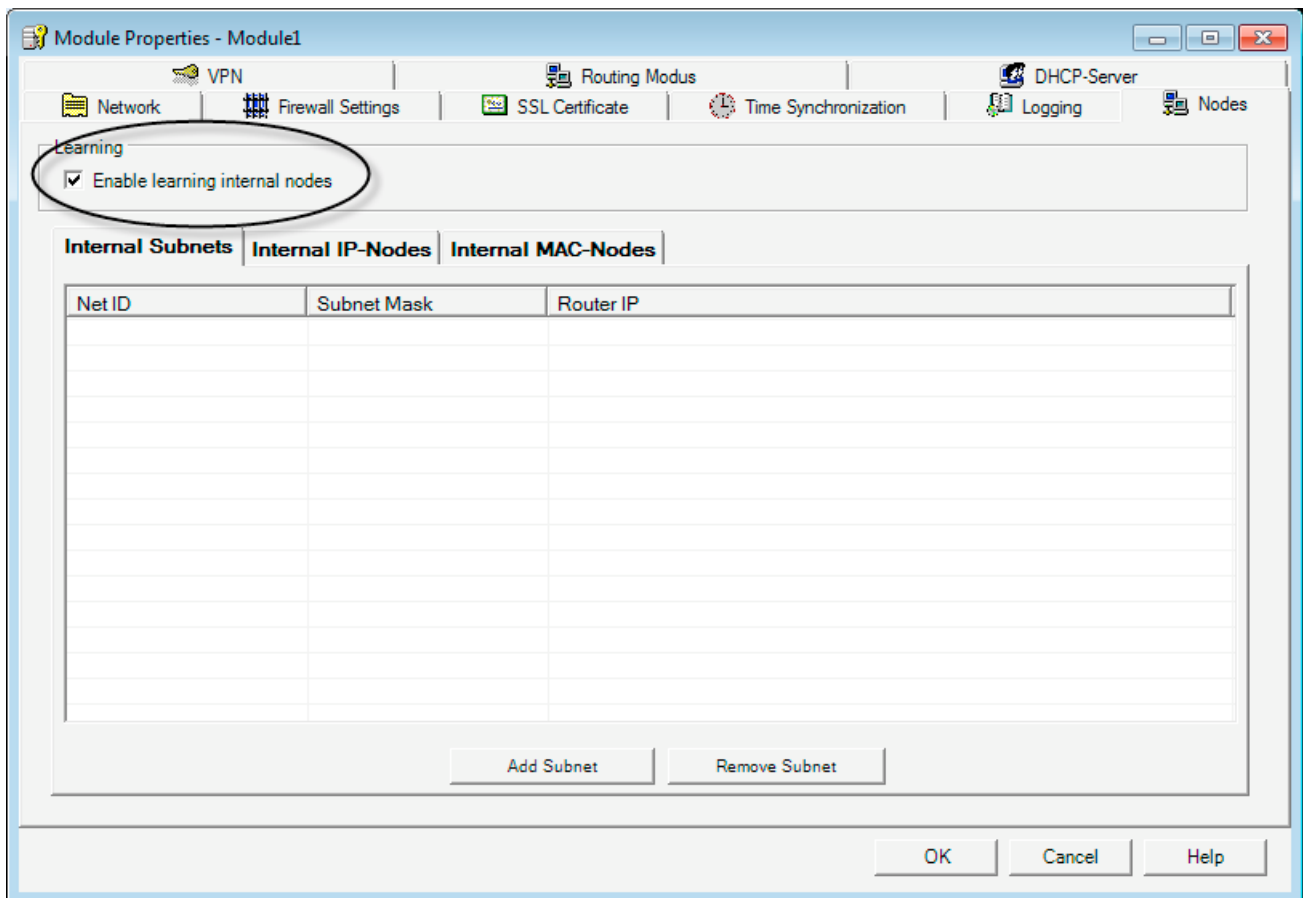 Module Properties - Module1
VPN Routing Modus DHCP-Server
Network Firewall Settings SSL Certificate Time Synchronization Logging Nodes
Learning
Enable learning internal nodes
Internal Subnets Internal IP-Nodes Internal MAC-Nodes
Net ID Subnet Mask Router IP
Add Subnet Remove Subnet
OK Cancel Help